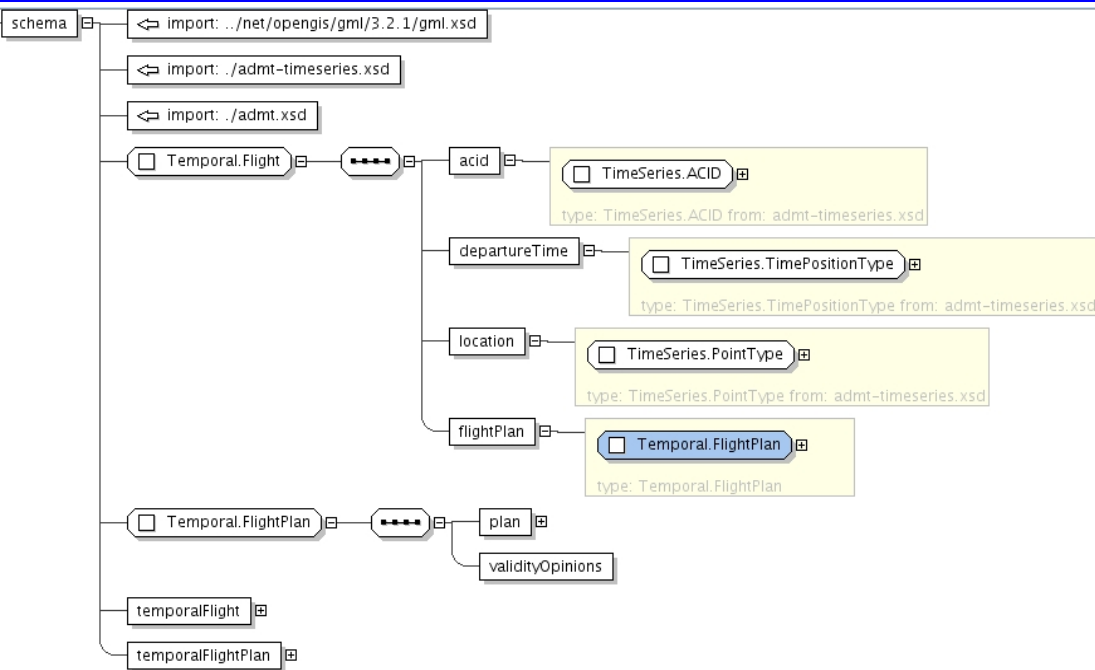 schema
import: ../net/opengis/gml/3.2.1/gml.xsd
import: ./admt-timeseries.xsd
import: ./admt.xsd
Temporal.Flight
acid
TimeSeries.ACID
type: TimeSeries.ACID from: admt-timeseries.xsd
departureTime
TimeSeries.TimePositionType
type: TimeSeries.TimePositionType from: admt-timeseries.xsd
location
TimeSeries.PointType
type: TimeSeries.PointType from: admt-timeseries.xsd
flightPlan
Temporal.FlightPlan
type: Temporal.FlightPlan
Temporal.FlightPlan
plan
validityOpinions
temporalFlight
temporalFlightPlan